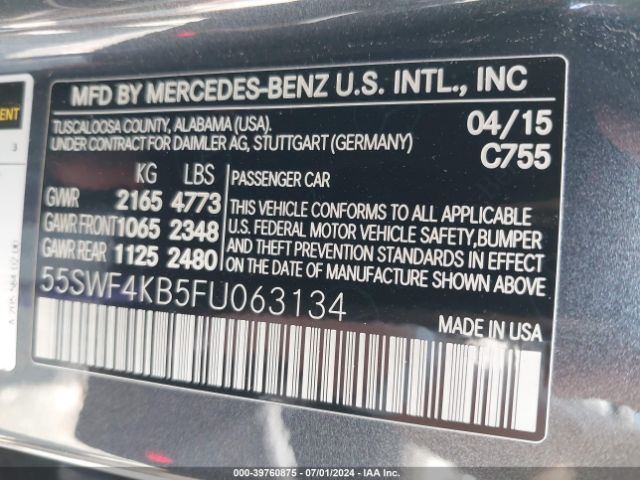 MFD BY MERCEDES-BENZ U.S. INTL., INC
TUSCALOOSA COUNTY, ALABAMA (USA).
UNDER CONTRACT FOR DAIMLER AG, STUTTGART (GERMANY)
04/15
C755
KG LBS
GVWR 2165 4773
GAWR FRONT 1065 2348
GAWR REAR 1125 2480
PASSENGER CAR
THIS VEHICLE CONFORMS TO ALL APPLICABLE
U.S. FEDERAL MOTOR VEHICLE SAFETY,BUMPER
AND THEFT PREVENTION STANDARDS IN EFFECT
ON THE DATE OF MANUFACTURE SHOWN ABOVE.
55SWF4KB5FU063134
MADE IN USA
3
000-39760875 / 07/01/2024 - IAA Inc.